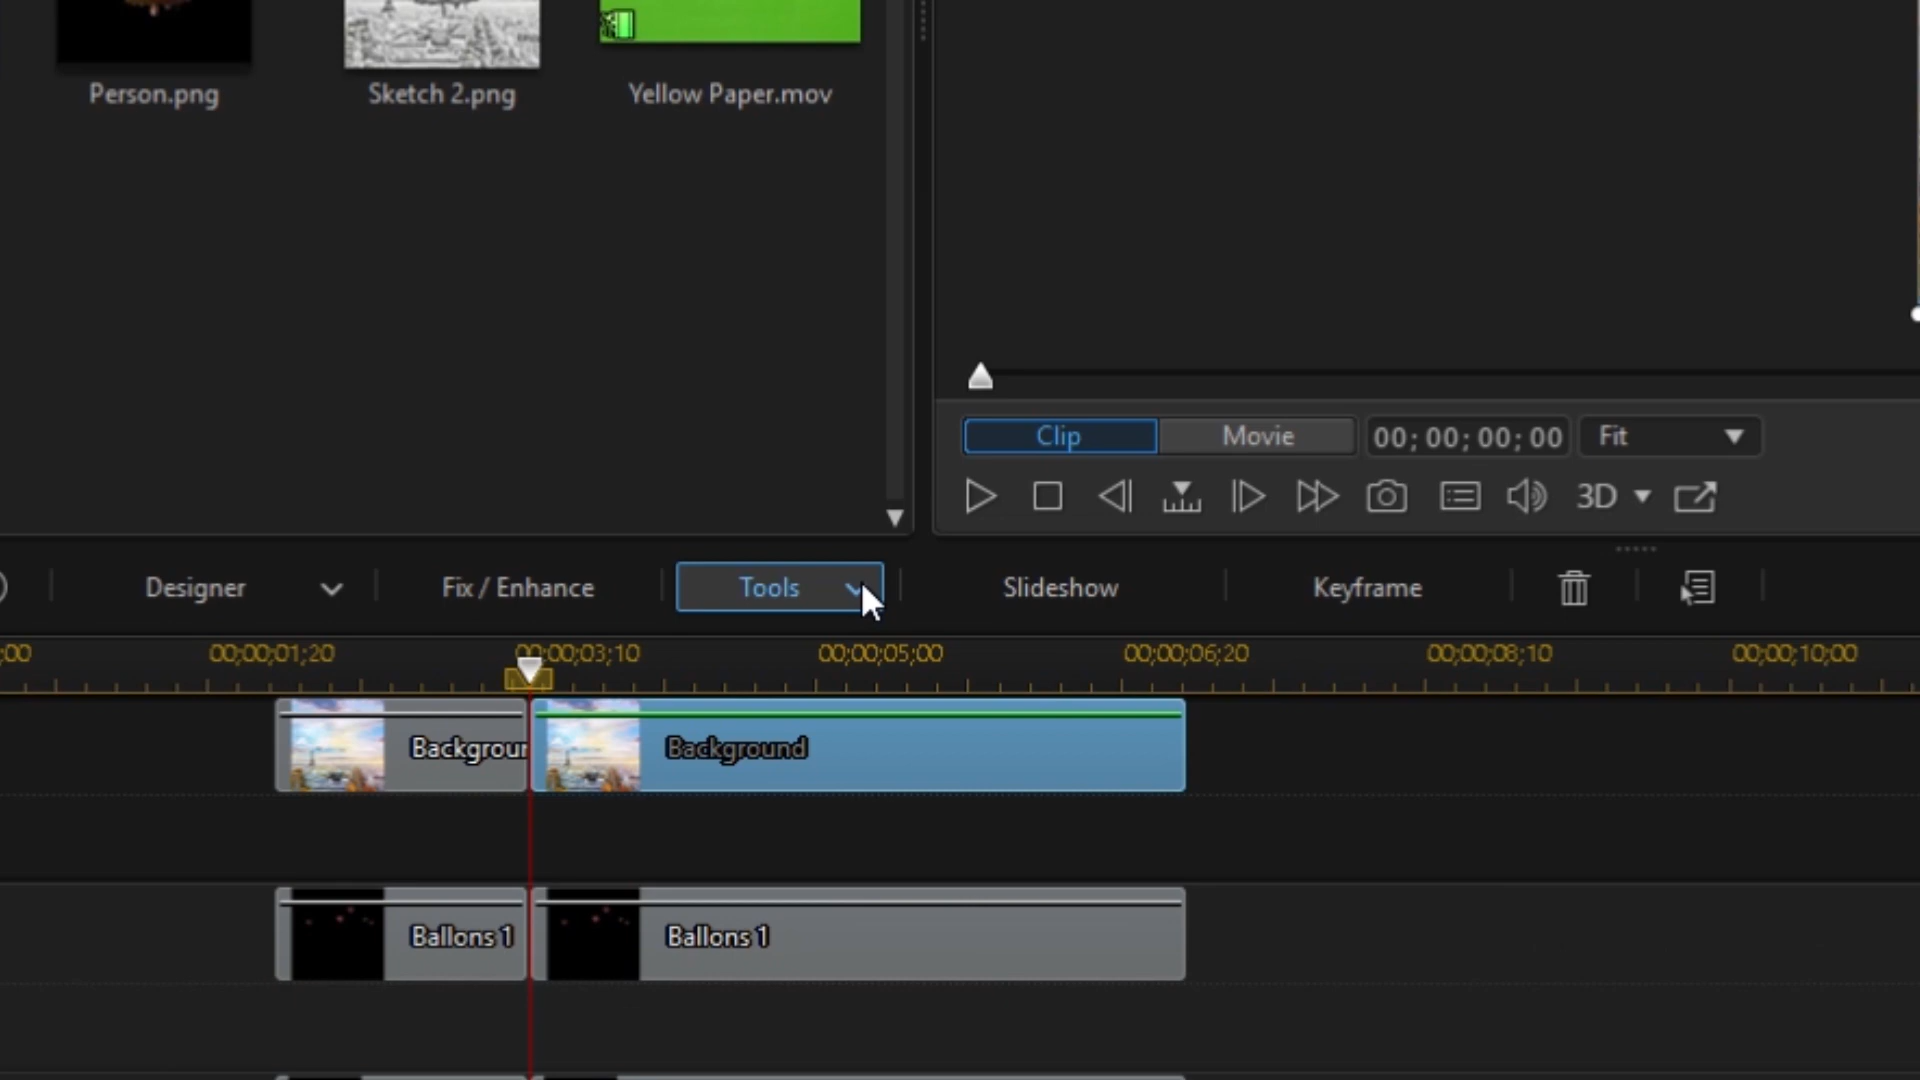 Person.png
Sketch 2.png
Yellow Paper.mov
Clip
Movie
00; 00; 00; 00
Fit
3D
Designer
Fix / Enhance
Tools
Slideshow
Keyframe
;00
00;00;01;20
00;00;03;10
00;00;05;00
00;00;06;20
00;00;08;10
00;00;10;00
Backgroun
Background
Ballons 1
Ballons 1